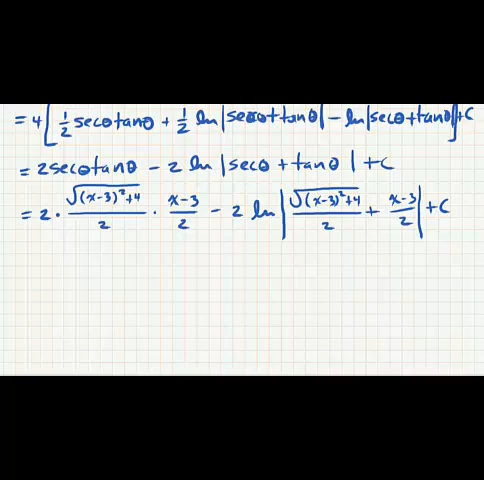 = 4 [ 1/2 secθtanθ + 1/2 ln|secθ+tanθ| - ln|secθ+tanθ| ] + C
= 2secθtanθ - 2 ln|secθ + tanθ| + C
= 2 · √((x-3)²+4)/2 · (x-3)/2 - 2 ln| √((x-3)²+4)/2 + (x-3)/2 | + C